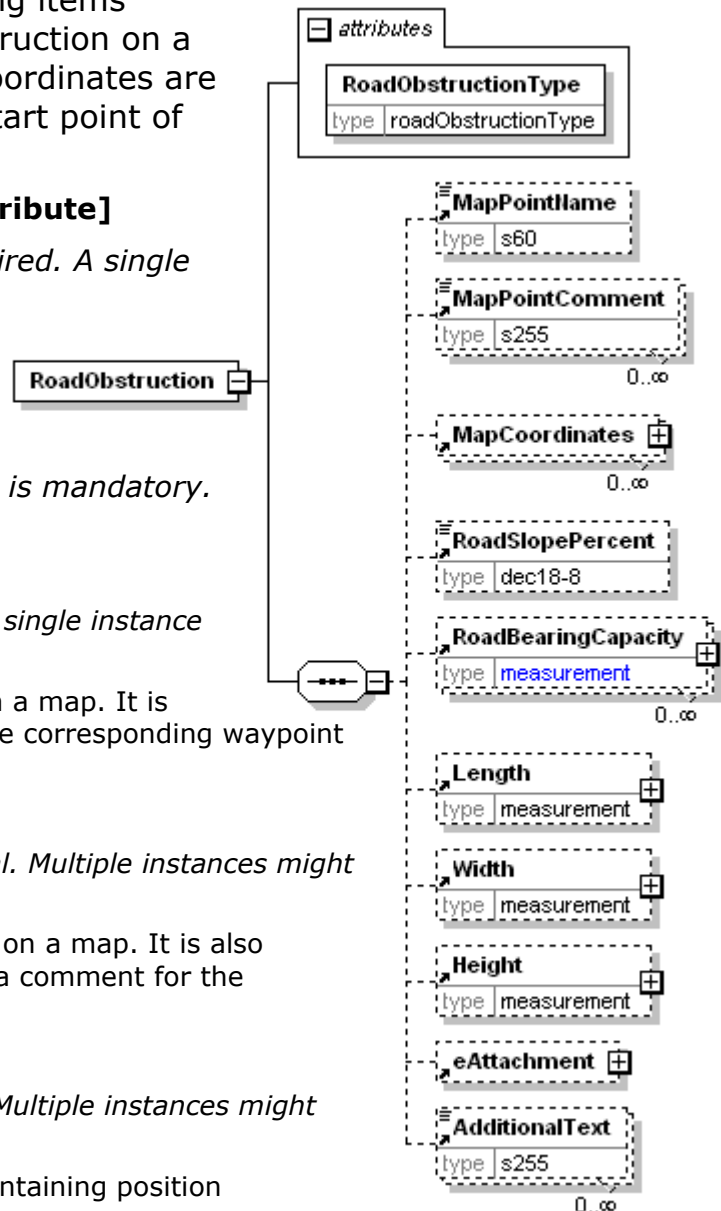 ng items
ruction on a
oordinates are
tart point of
ribute]
ired. A single
is mandatory.
single instance
n a map. It is
e corresponding waypoint
l. Multiple instances might
on a map. It is also
a comment for the
Multiple instances might
ntaining position
RoadObstruction
attributes
RoadObstructionType
type roadObstructionType
MapPointName
type s60
MapPointComment
type s255
0..∞
MapCoordinates
0..∞
RoadSlopePercent
type dec18-8
RoadBearingCapacity
type measurement
0..∞
Length
type measurement
Width
type measurement
Height
type measurement
eAttachment
AdditionalText
type s255
0..∞